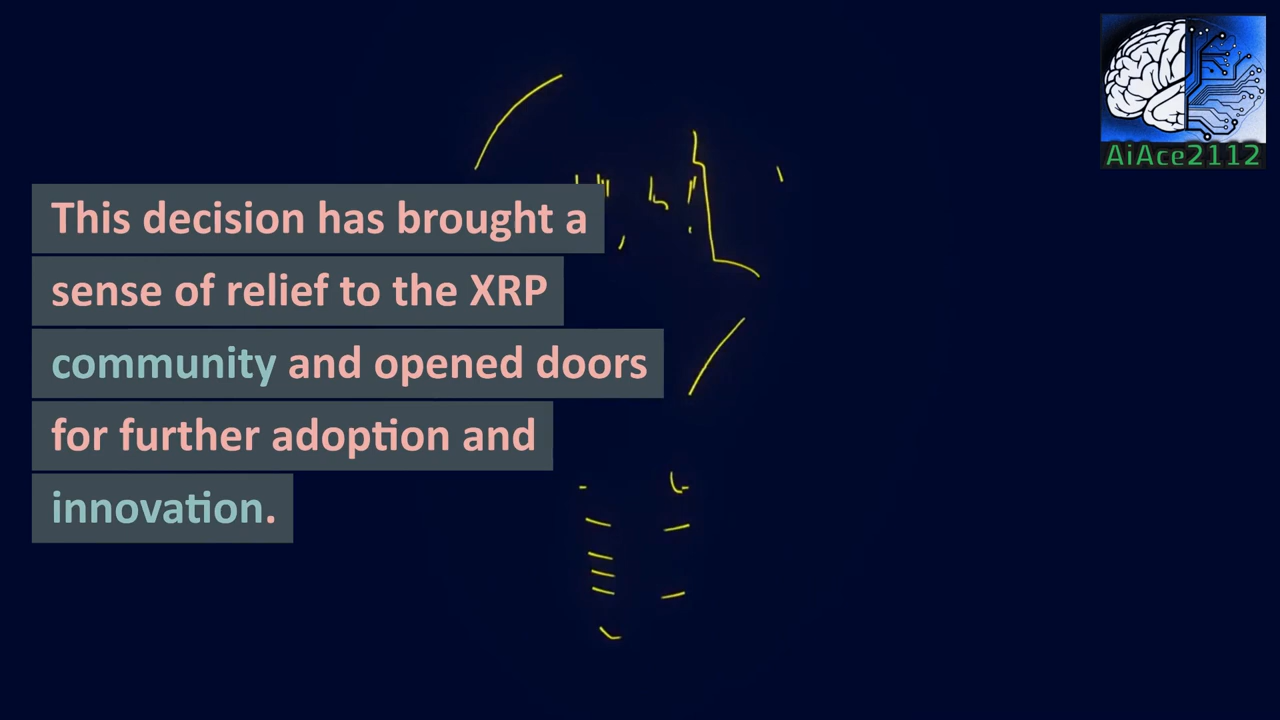 AiAce2112
This decision has brought a
sense of relief to the XRP
community and opened doors
for further adoption and
innovation.